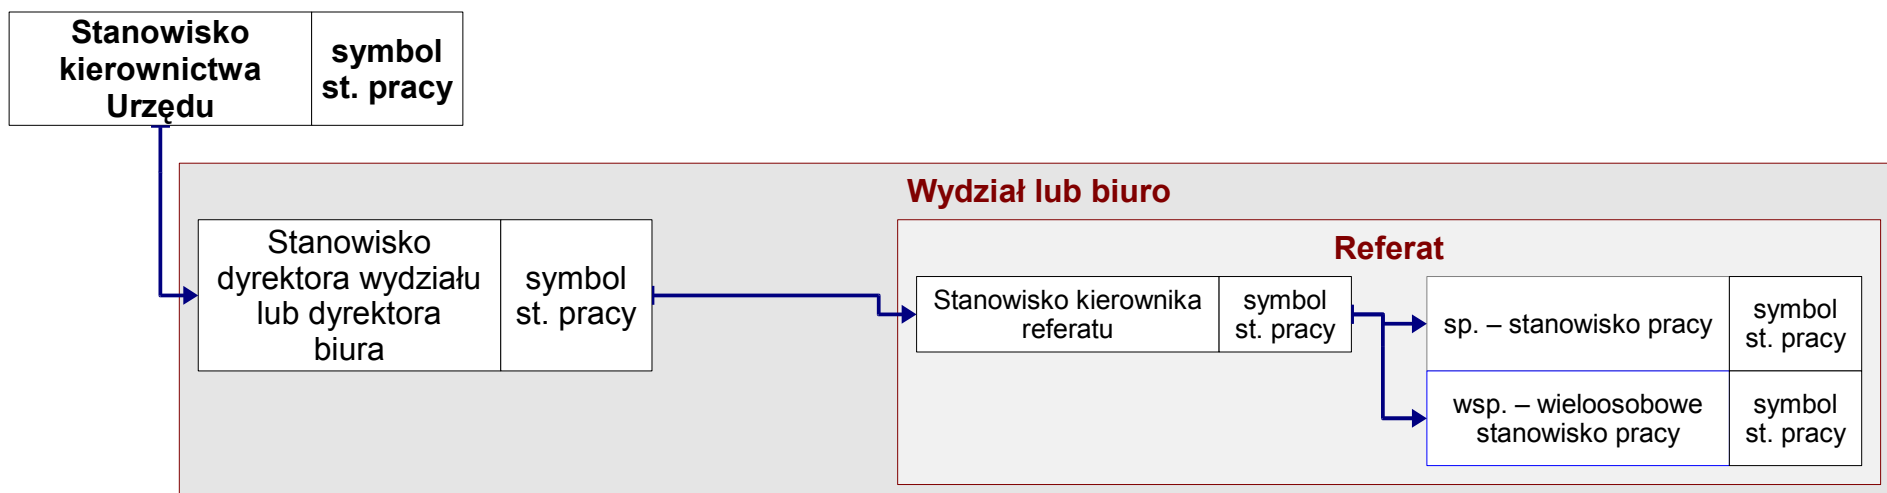 Stanowisko
kierownictwa
Urzędu
symbol
st. pracy
Wydział lub biuro
Stanowisko
dyrektora wydziału
lub dyrektora
biura
symbol
st. pracy
Referat
Stanowisko kierownika
referatu
symbol
st. pracy
sp. – stanowisko pracy
symbol
st. pracy
wsp. – wieloosobowe
stanowisko pracy
symbol
st. pracy